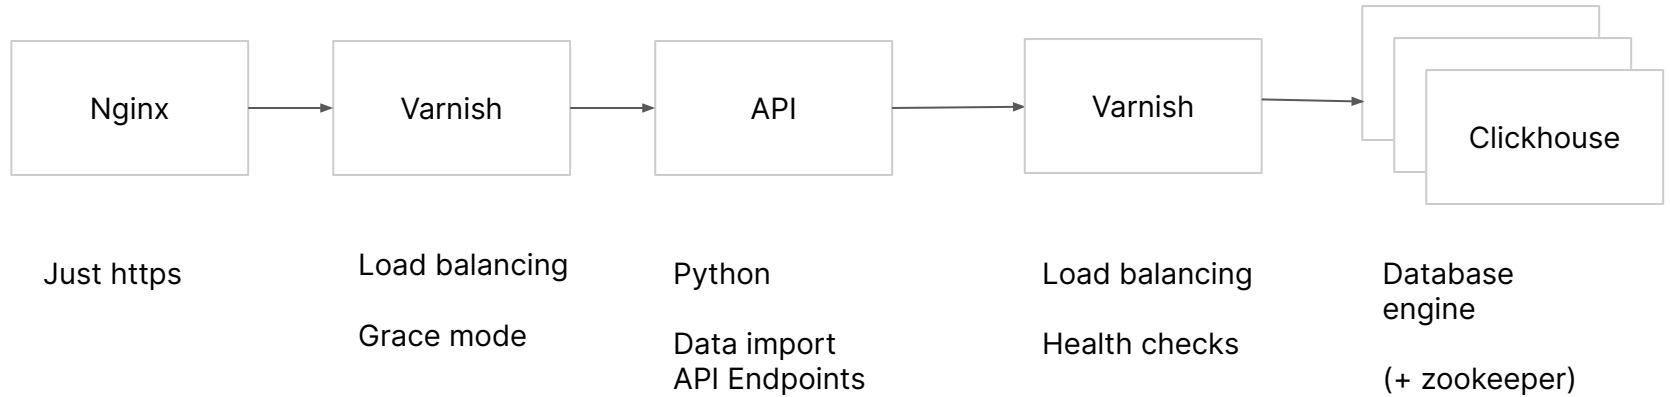 Nginx
Varnish
API
Varnish
Clickhouse
Just https
Load balancing
Grace mode
Python
Data import
API Endpoints
Load balancing
Health checks
Database
engine
(+ zookeeper)